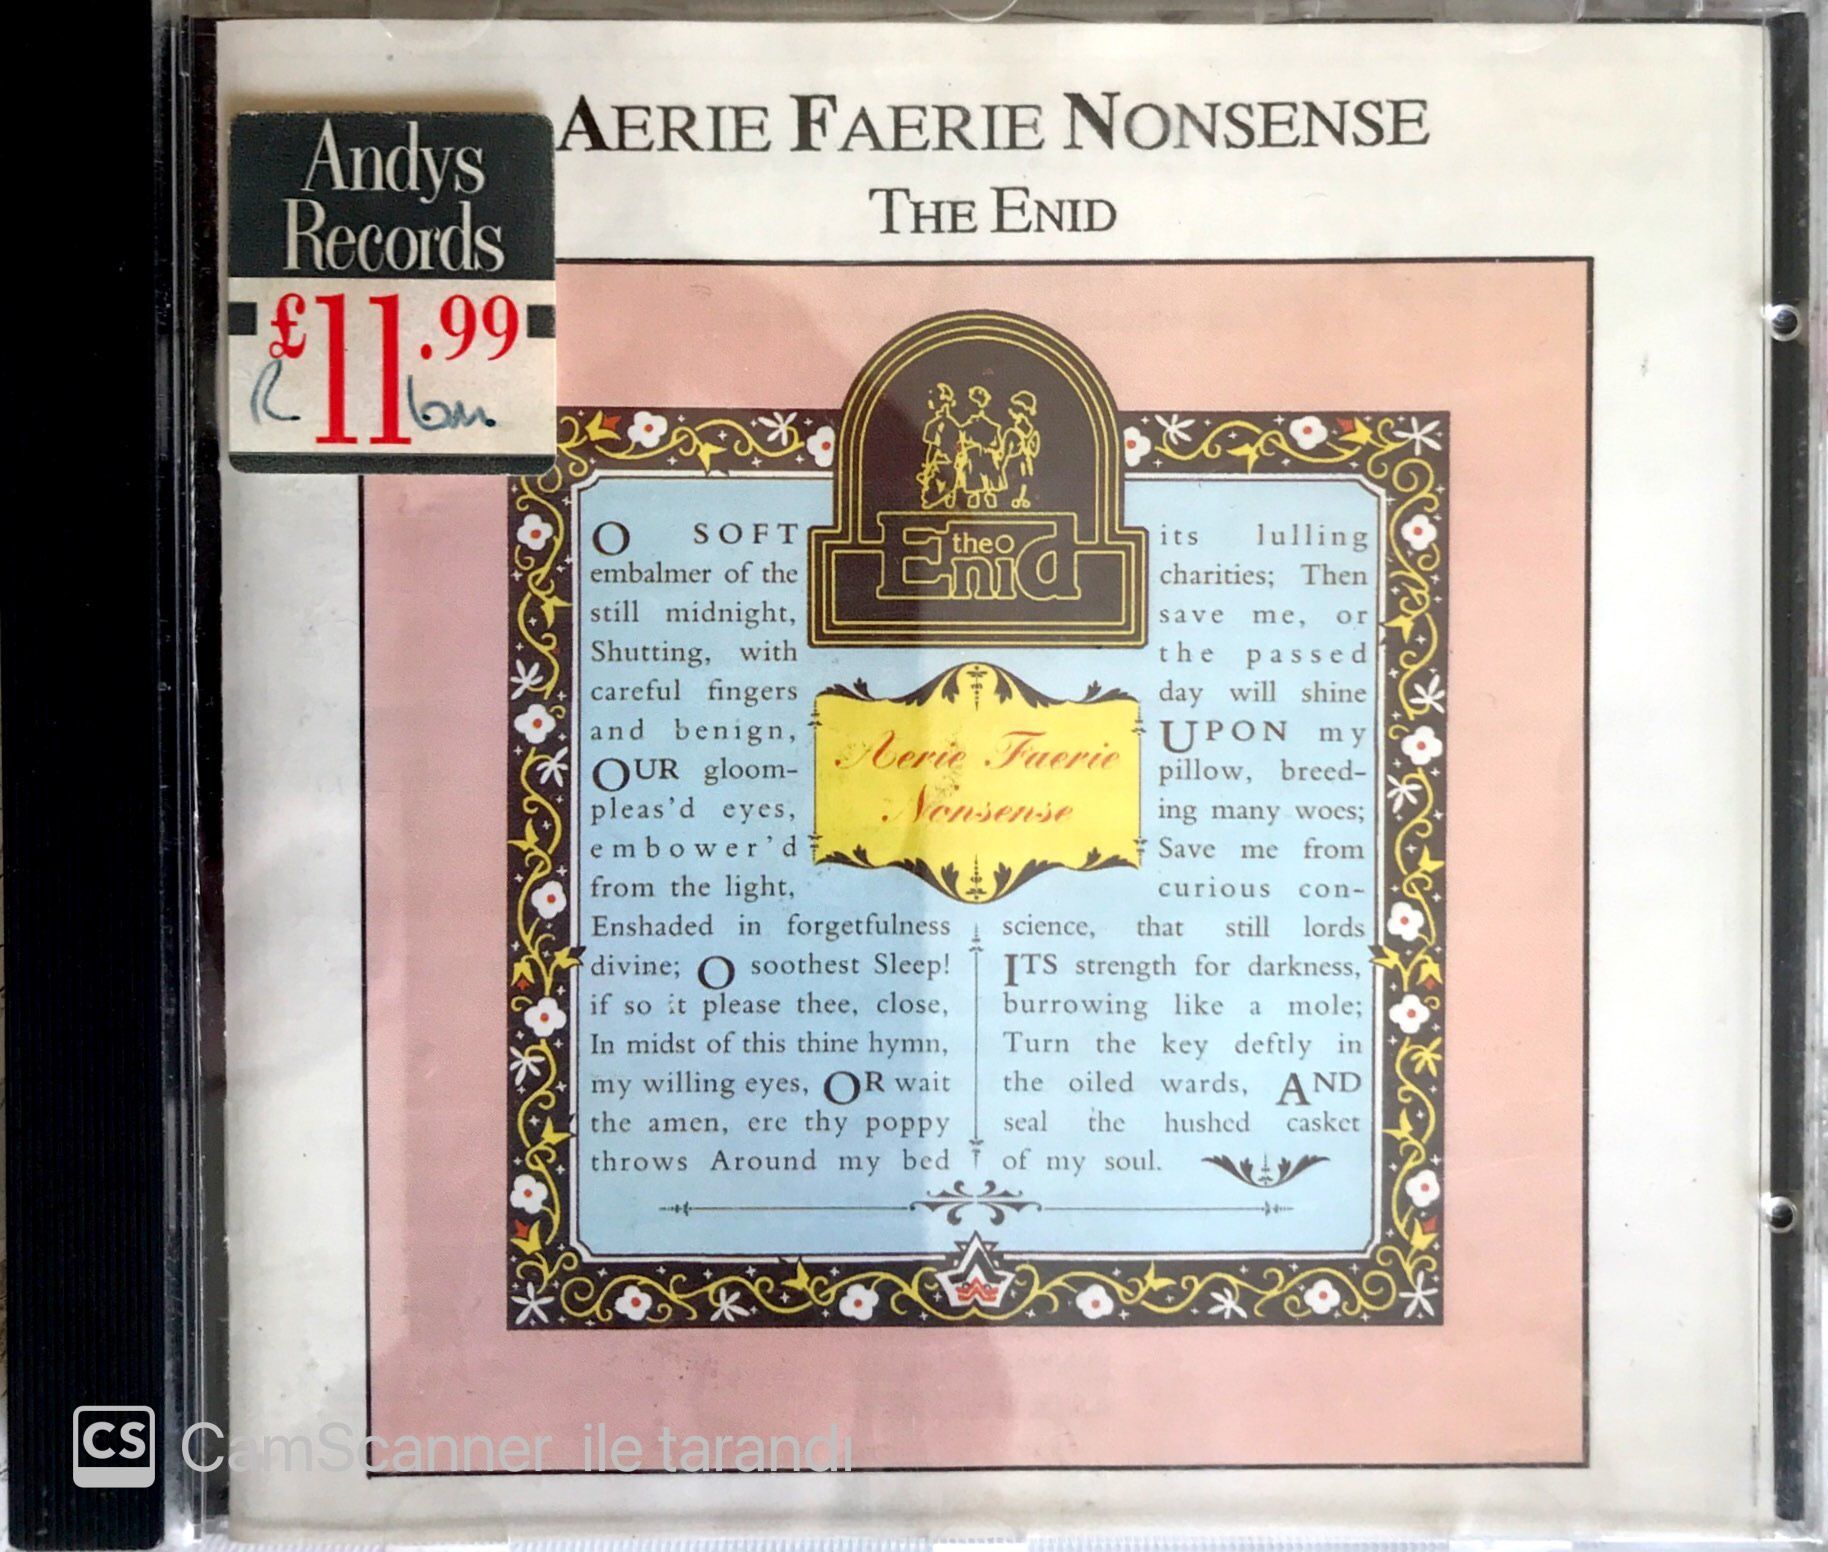 AERIE FAERIE NONSENSE
THE ENID
Andys
Records
£11.99
the
Enid
Aerie Faerie
Nonsense
O SOFT
embalmer of the
still midnight,
Shutting, with
careful fingers
and benign,
OUR gloom-
pleas'd eyes,
embower'd
from the light,
Enshaded in forgetfulness
divine; O soothest Sleep!
if so it please thee, close,
In midst of this thine hymn,
my willing eyes, OR wait
the amen, ere thy poppy
throws Around my bed
its lulling
charities; Then
save me, or
the passed
day will shine
UPON my
pillow, breed-
ing many woes;
Save me from
curious con-
science, that still lords
ITS strength for darkness,
burrowing like a mole;
Turn the key deftly in
the oiled wards, AND
seal the hushed casket
of my soul.
CS CamScanner ile tarandı